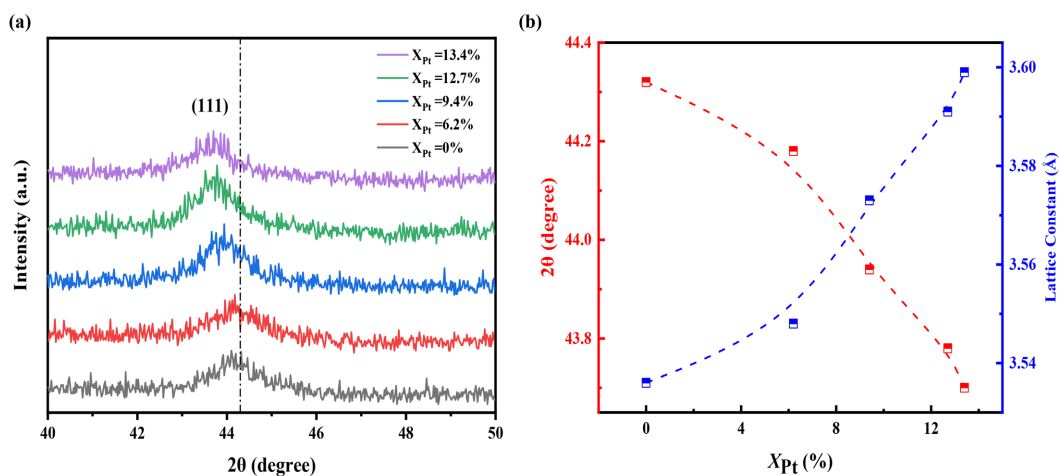 (a)
X_Pt =13.4%
X_Pt =12.7%
X_Pt =9.4%
X_Pt =6.2%
X_Pt =0%
(111)
Intensity (a.u.)
40 42 44 46 48 50
2θ (degree)
(b)
44.4
44.2
44.0
43.8
2θ (degree)
3.60
3.58
3.56
3.54
Lattice Constant (Å)
0 4 8 12
X_Pt (%)